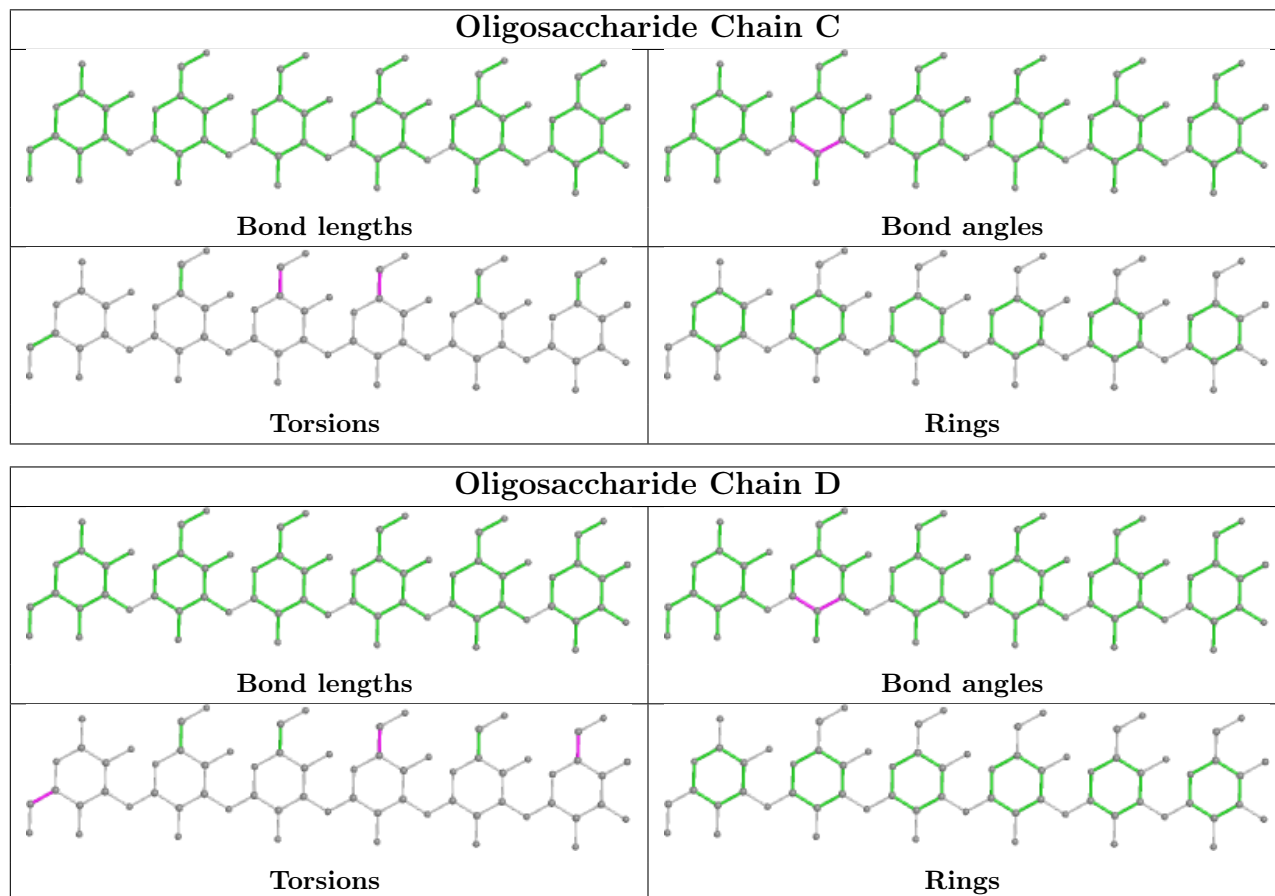 Oligosaccharide Chain C
Bond lengths
Bond angles
Torsions
Rings
Oligosaccharide Chain D
Bond lengths
Bond angles
Torsions
Rings